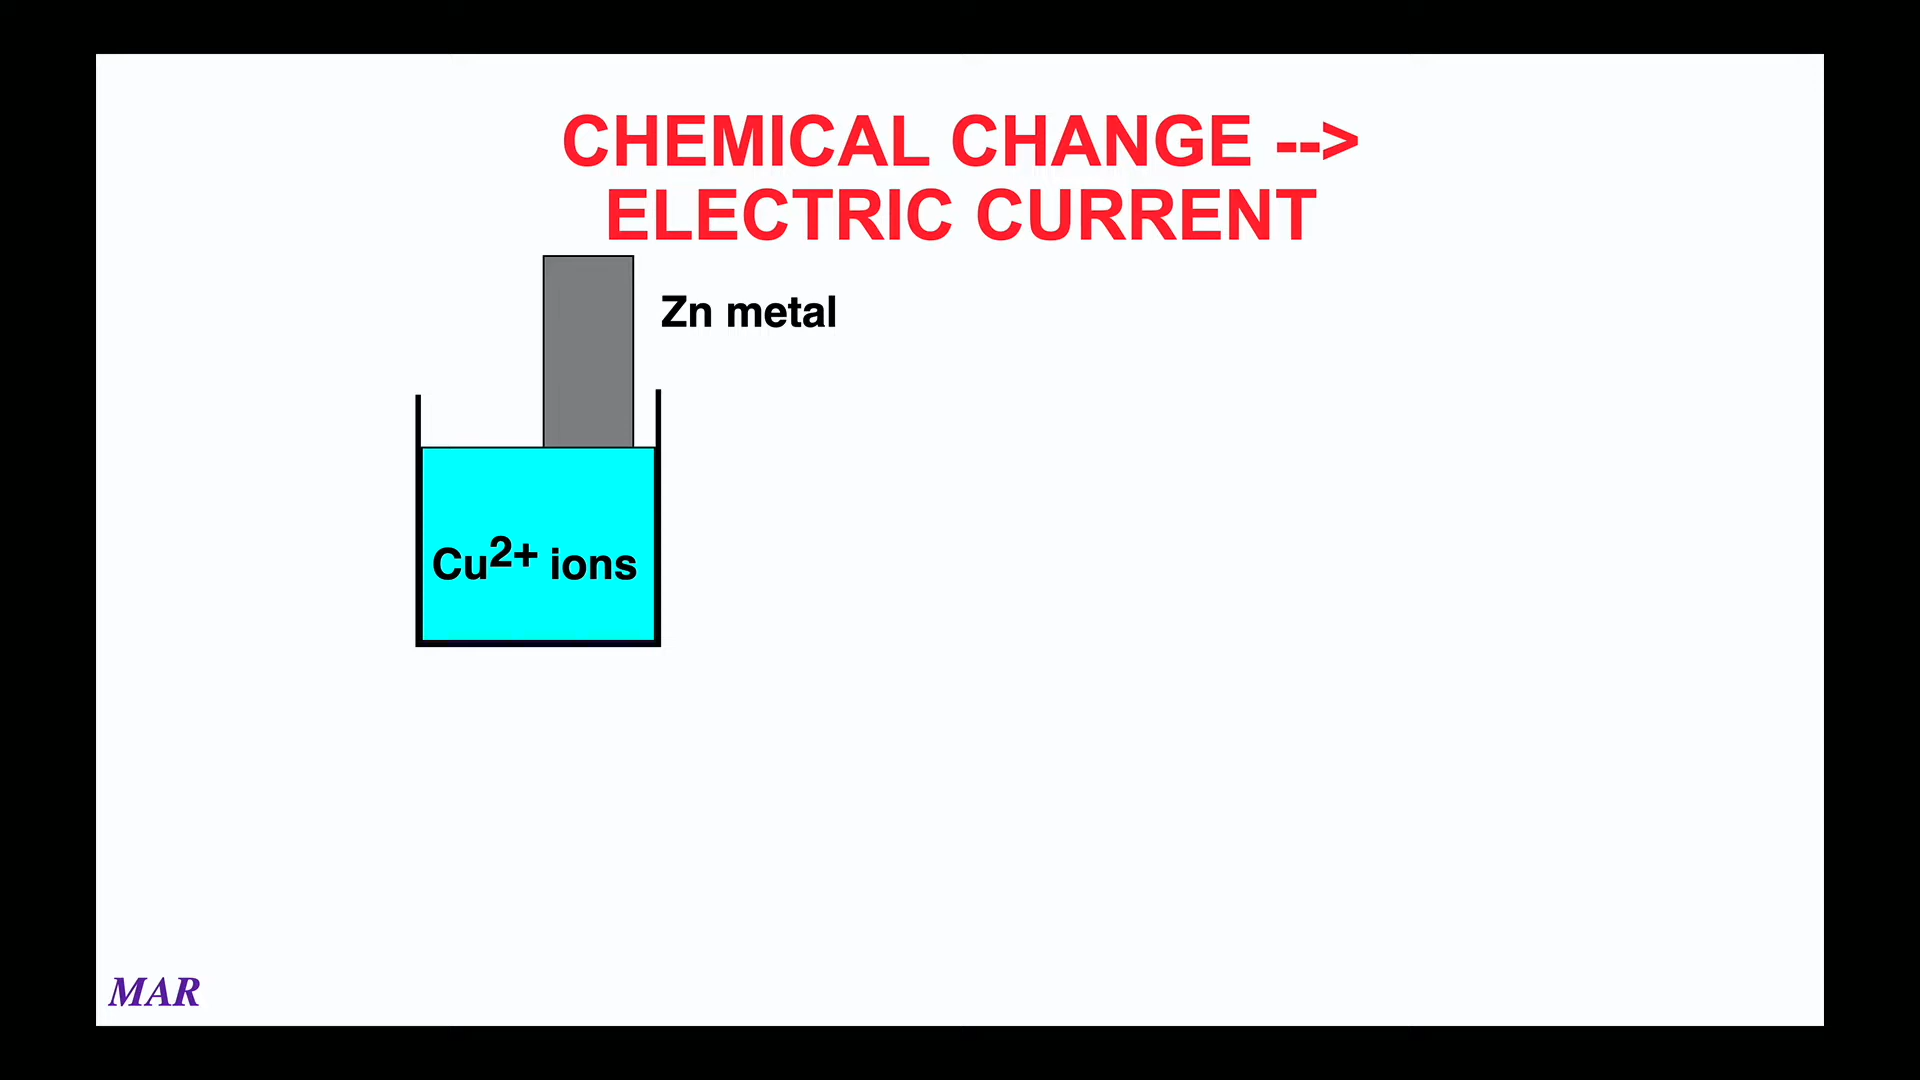 CHEMICAL CHANGE -->
ELECTRIC CURRENT
Zn metal
Cu2+ ions
MAR